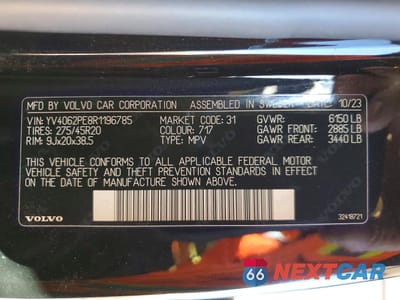 MFD. BY VOLVO CAR CORPORATION ASSEMBLED IN SWEDEN DATE: 10/23
VIN: YV4062PE8R1196785 MARKET CODE: 31 GVWR: 6150 LB
TIRES: 275/45R20 COLOUR: 717 GAWR FRONT: 2885 LB
RIM: 9Jx20x38.5 TYPE: MPV GAWR REAR: 3440 LB
THIS VEHICLE CONFORMS TO ALL APPLICABLE FEDERAL MOTOR
VEHICLE SAFETY, BUMPER, AND THEFT PREVENTION STANDARDS IN EFFECT
ON THE DATE OF MANUFACTURE SHOWN ABOVE.
VOLVO
32418721
66 NEXTCAR